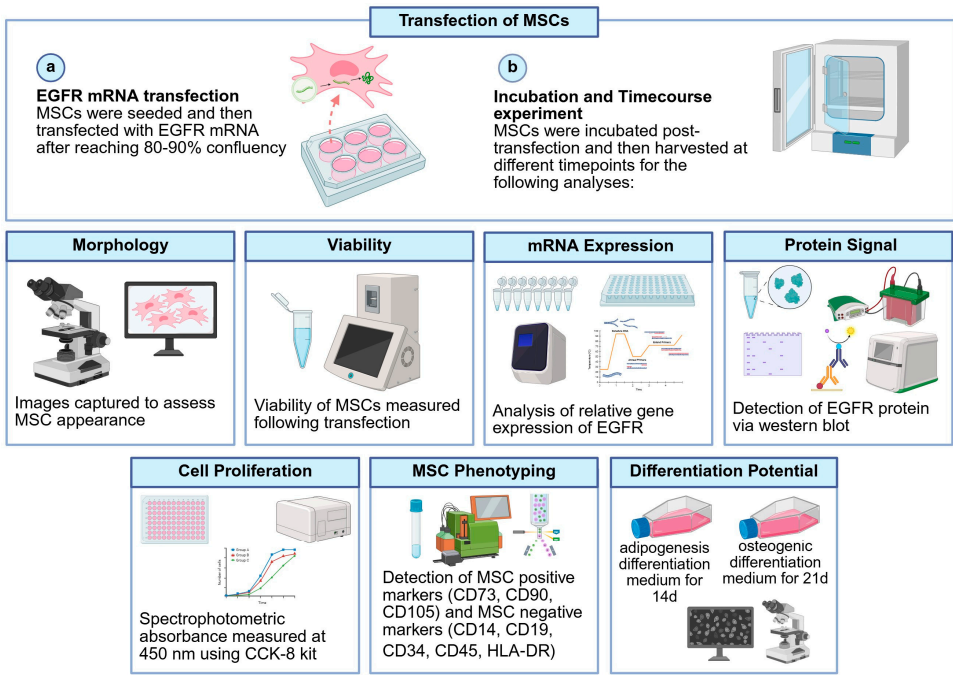 Transfection of MSCs
a
EGFR mRNA transfection
MSCs were seeded and then
transfected with EGFR mRNA
after reaching 80-90% confluency
b
Incubation and Timecourse
experiment
MSCs were incubated post-
transfection and then harvested at
different timepoints for the
following analyses:
Morphology
Images captured to assess
MSC appearance
Viability
Viability of MSCs measured
following transfection
mRNA Expression
Analysis of relative gene
expression of EGFR
Protein Signal
Detection of EGFR protein
via western blot
Cell Proliferation
Number of cells
Group A
Group B
Group C
Time
Spectrophotometric
absorbance measured at
450 nm using CCK-8 kit
MSC Phenotyping
Detection of MSC positive
markers (CD73, CD90,
CD105) and MSC negative
markers (CD14, CD19,
CD34, CD45, HLA-DR)
Differentiation Potential
adipogenesis
differentiation
medium for
14d
osteogenic
differentiation
medium for 21d